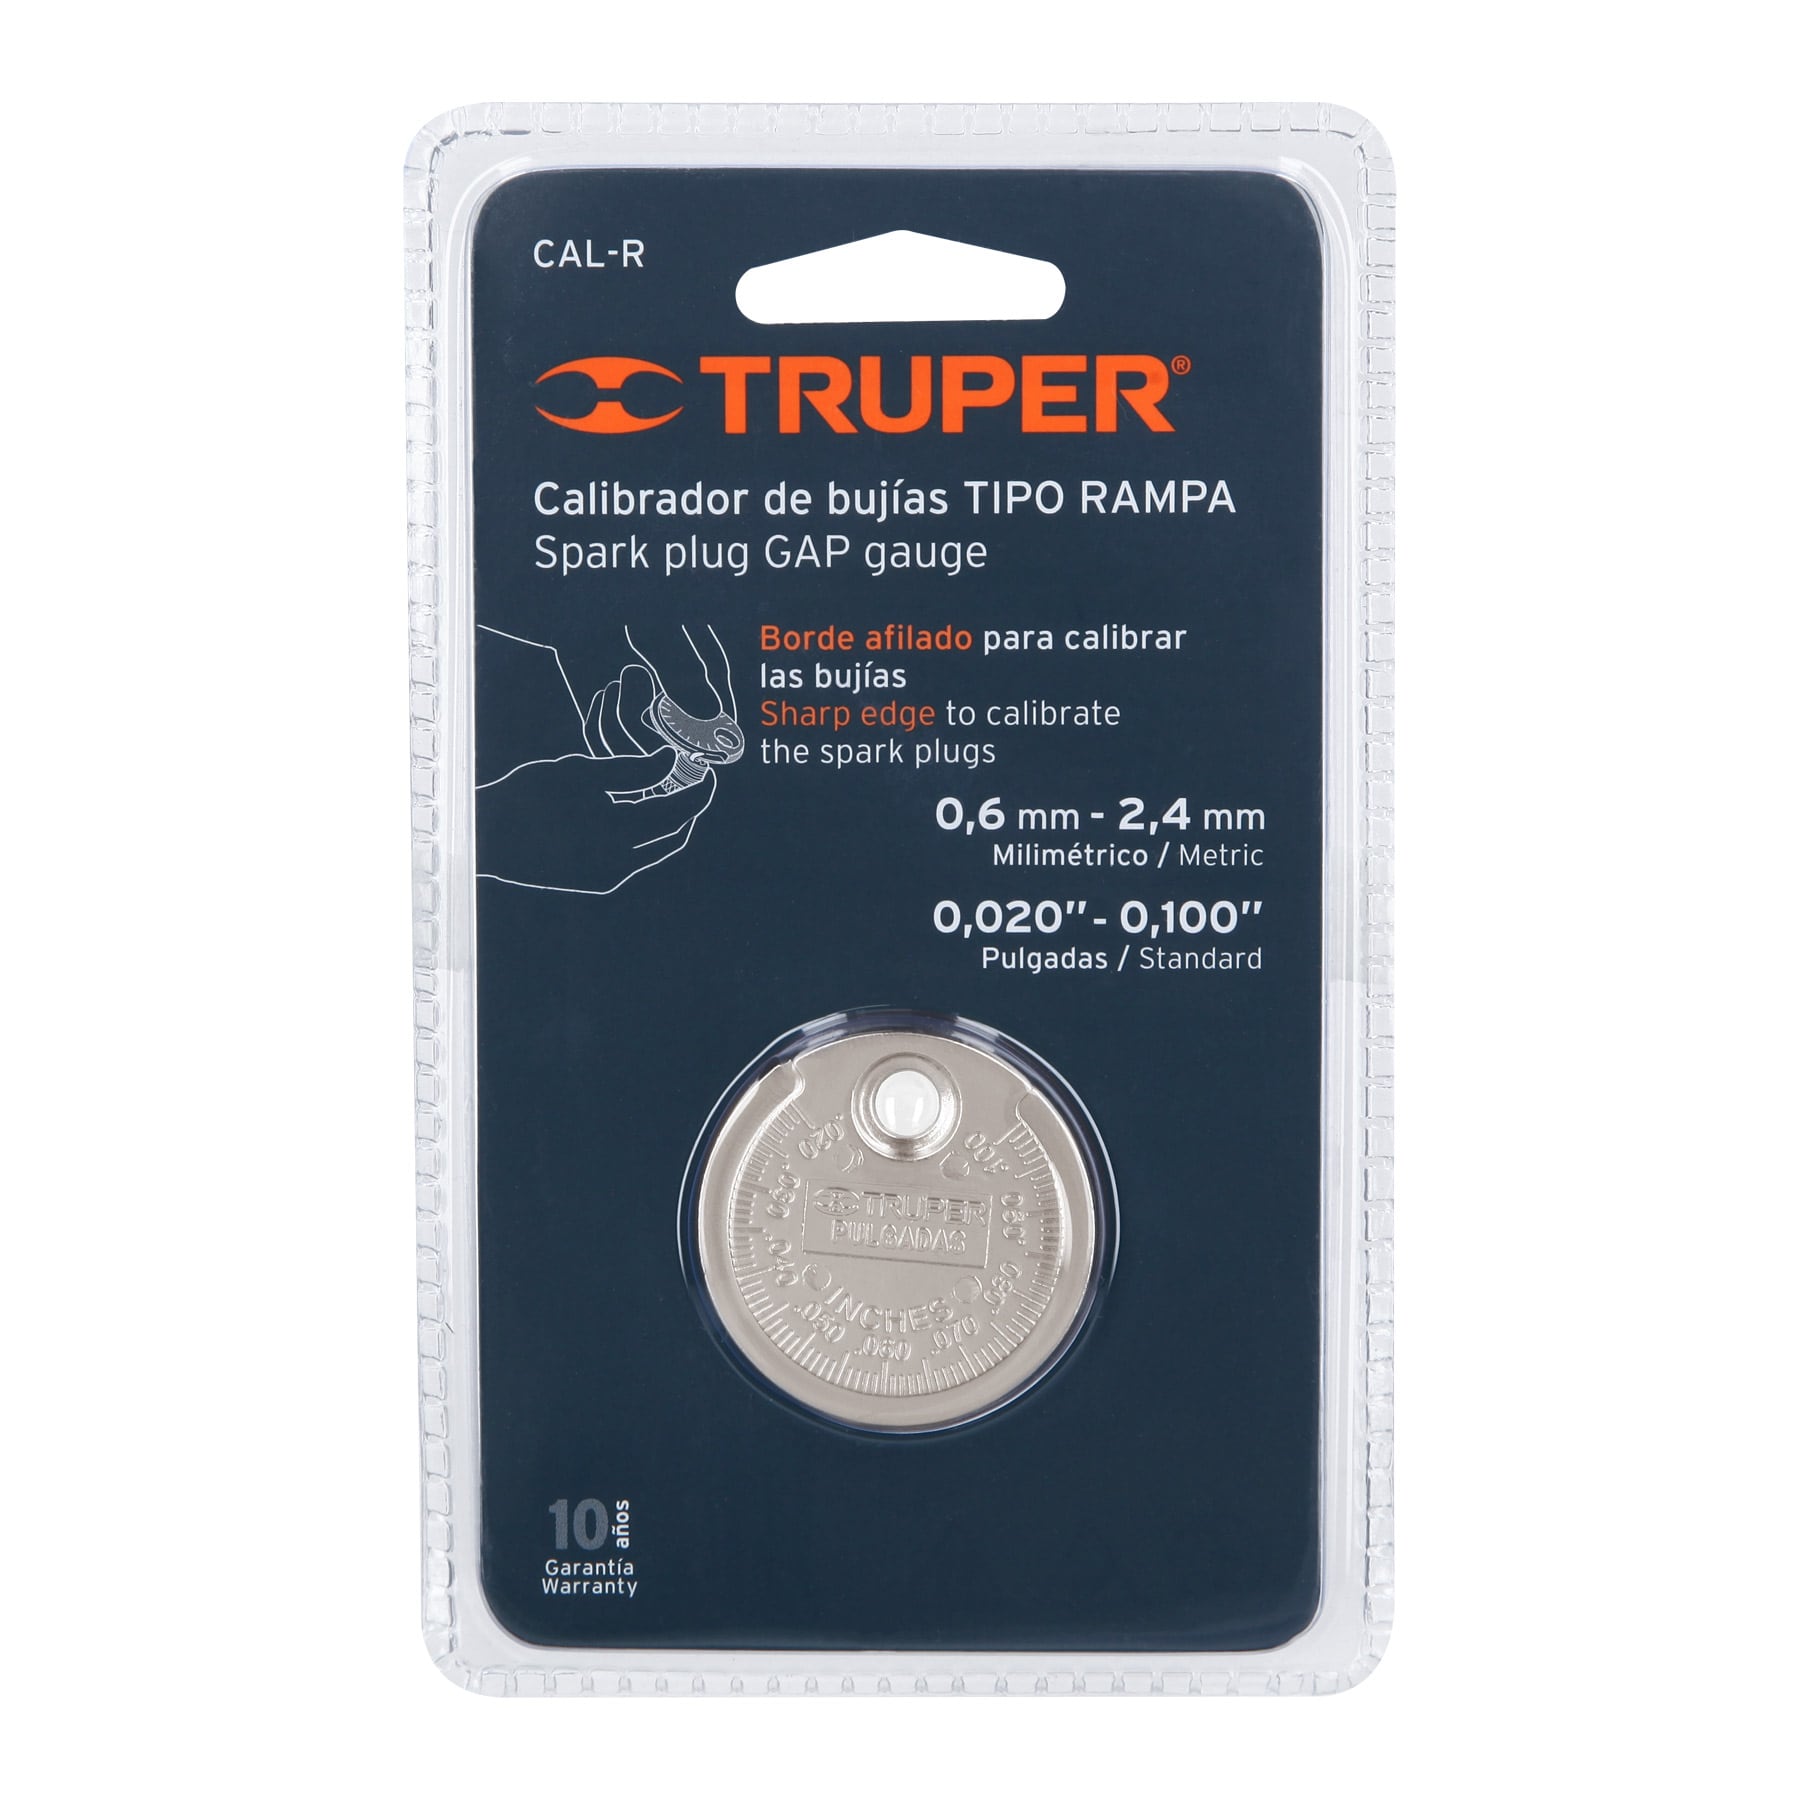 CAL-R
TRUPER®
Calibrador de bujías TIPO RAMPA
Spark plug GAP gauge
Borde afilado para calibrar
las bujías
Sharp edge to calibrate
the spark plugs
0,6 mm - 2,4 mm
Milimétrico / Metric
0,020" - 0,100"
Pulgadas / Standard
.020
.030
.040
.050
.060
.070
.080
.090
.100
TRUPER
PULGADAS
INCHES
10 años
Garantía
Warranty